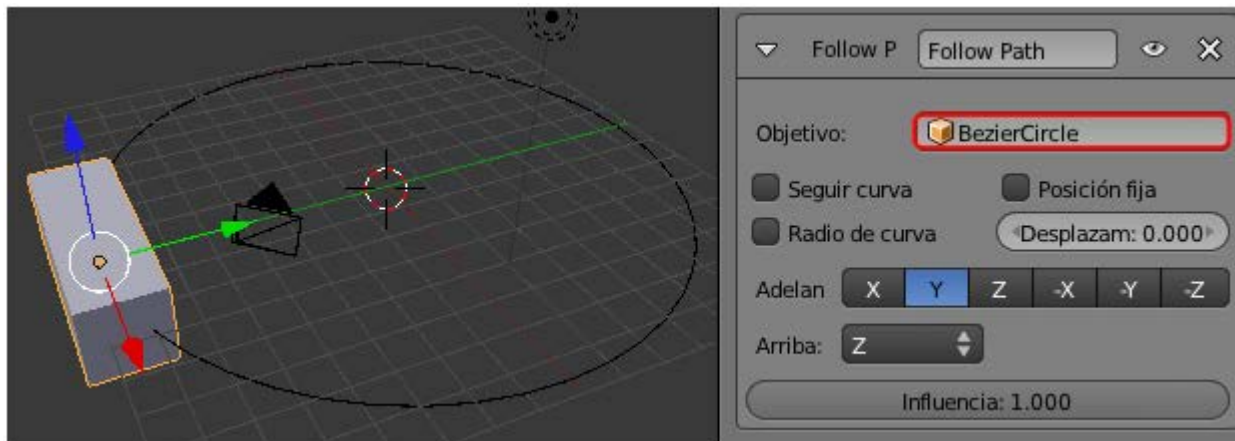 Follow P Follow Path
Objetivo: BezierCircle
Seguir curva Posición fija
Radio de curva Desplazam: 0.000
Adelan X Y Z -X -Y -Z
Arriba: Z
Influencia: 1.000